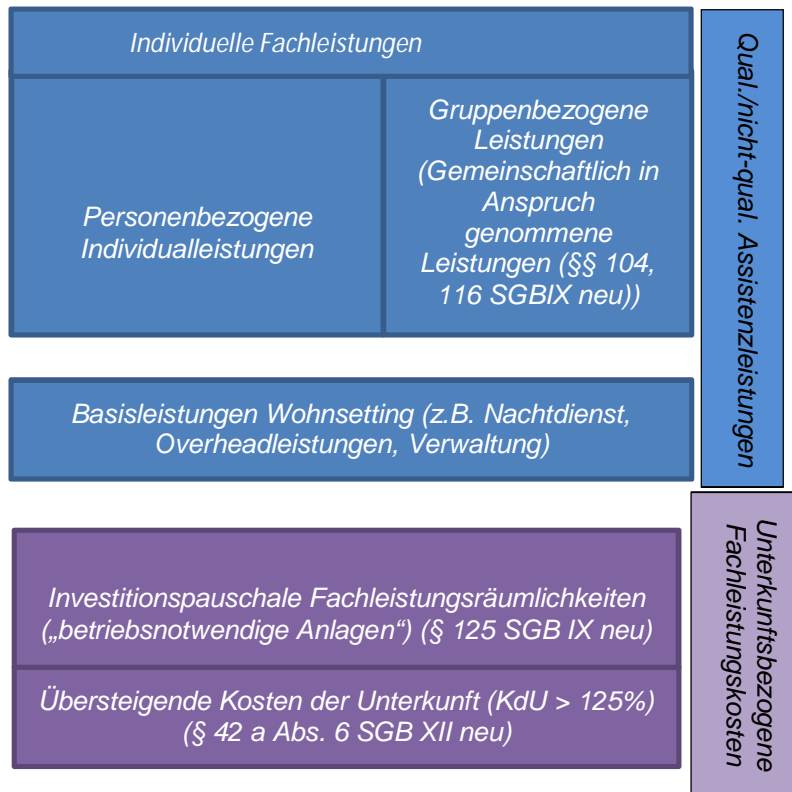 Individuelle Fachleistungen
Personenbezogene
Individualleistungen
Gruppenbezogene
Leistungen
(Gemeinschaftlich in
Anspruch
genommene
Leistungen (§§ 104,
116 SGBIX neu))
Basisleistungen Wohnsetting (z.B. Nachtdienst,
Overheadleistungen, Verwaltung)
Qual./nicht-qual. Assistenzleistungen
Investitionspauschale Fachleistungsräumlichkeiten
(„betriebsnotwendige Anlagen“) (§ 125 SGB IX neu)
Übersteigende Kosten der Unterkunft (KdU > 125%)
(§ 42 a Abs. 6 SGB XII neu)
Unterkunftsbezogene
Fachleistungskosten